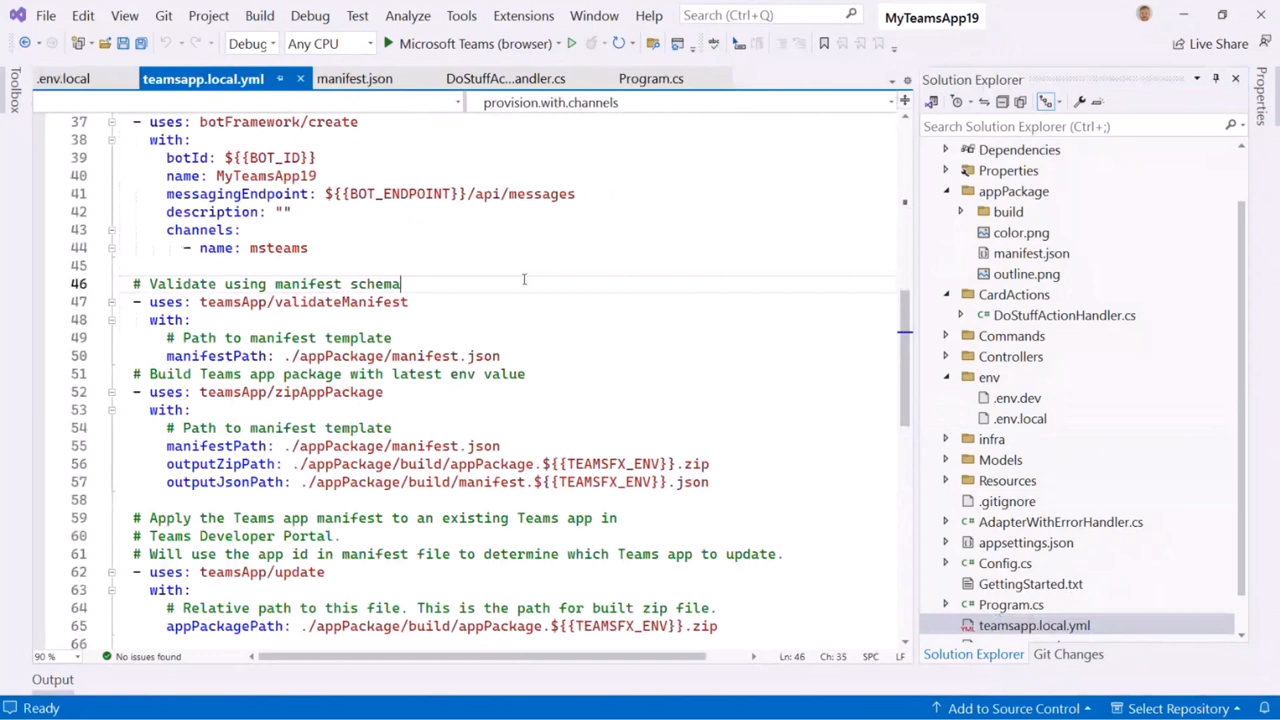 File Edit View Git Project Build Debug Test Analyze Tools Extensions Window Help Search (Ctrl+Q) MyTeamsApp19
Debug Any CPU Microsoft Teams (browser) Live Share
Toolbox
.env.local teamsapp.local.yml manifest.json DoStuffAc...andler.cs Program.cs
provision.with.channels
37 - uses: botFramework/create
38 with:
39 botId: ${{BOT_ID}}
40 name: MyTeamsApp19
41 messagingEndpoint: ${{BOT_ENDPOINT}}/api/messages
42 description: ""
43 channels:
44 - name: msteams
45
46 # Validate using manifest schema
47 - uses: teamsApp/validateManifest
48 with:
49 # Path to manifest template
50 manifestPath: ./appPackage/manifest.json
51 # Build Teams app package with latest env value
52 - uses: teamsApp/zipAppPackage
53 with:
54 # Path to manifest template
55 manifestPath: ./appPackage/manifest.json
56 outputZipPath: ./appPackage/build/appPackage.${{TEAMSFX_ENV}}.zip
57 outputJsonPath: ./appPackage/build/manifest.${{TEAMSFX_ENV}}.json
58
59 # Apply the Teams app manifest to an existing Teams app in
60 # Teams Developer Portal.
61 # Will use the app id in manifest file to determine which Teams app to update.
62 - uses: teamsApp/update
63 with:
64 # Relative path to this file. This is the path for built zip file.
65 appPackagePath: ./appPackage/build/appPackage.${{TEAMSFX_ENV}}.zip
66
90 % No issues found Ln: 46 Ch: 35 SPC LF
Output
Solution Explorer
Search Solution Explorer (Ctrl+;)
Dependencies
Properties
appPackage
build
color.png
manifest.json
outline.png
CardActions
DoStuffActionHandler.cs
Commands
Controllers
env
.env.dev
.env.local
infra
Models
Resources
.gitignore
AdapterWithErrorHandler.cs
appsettings.json
Config.cs
GettingStarted.txt
Program.cs
teamsapp.local.yml
Solution Explorer Git Changes
Properties
Ready Add to Source Control Select Repository